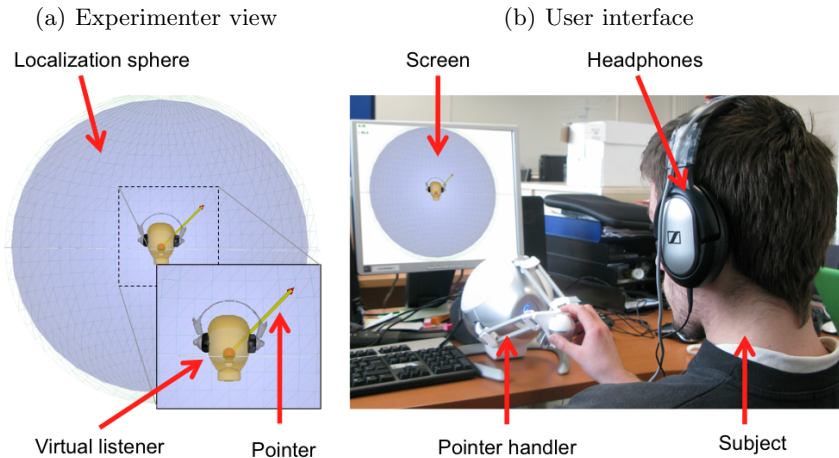 (a) Experimenter view
(b) User interface
Localization sphere
Screen
Headphones
Virtual listener
Pointer
Pointer handler
Subject